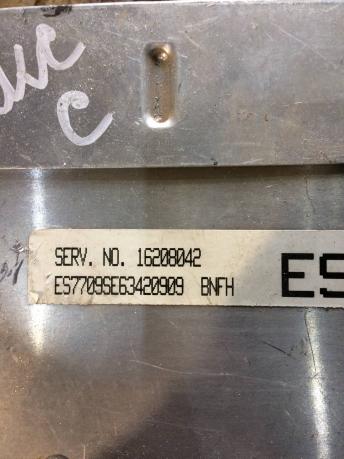 C
SERV. NO. 16208042
ES7709SE63420909 BNFH
ES